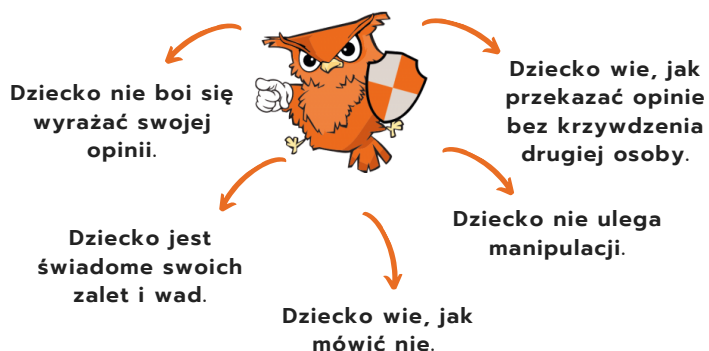 Dziecko nie boi się
wyrażać swojej
opinii.
Dziecko wie, jak
przekazać opinie
bez krzywdzenia
drugiej osoby.
Dziecko jest
świadome swoich
zalet i wad.
Dziecko nie ulega
manipulacji.
Dziecko wie, jak
mówić nie.